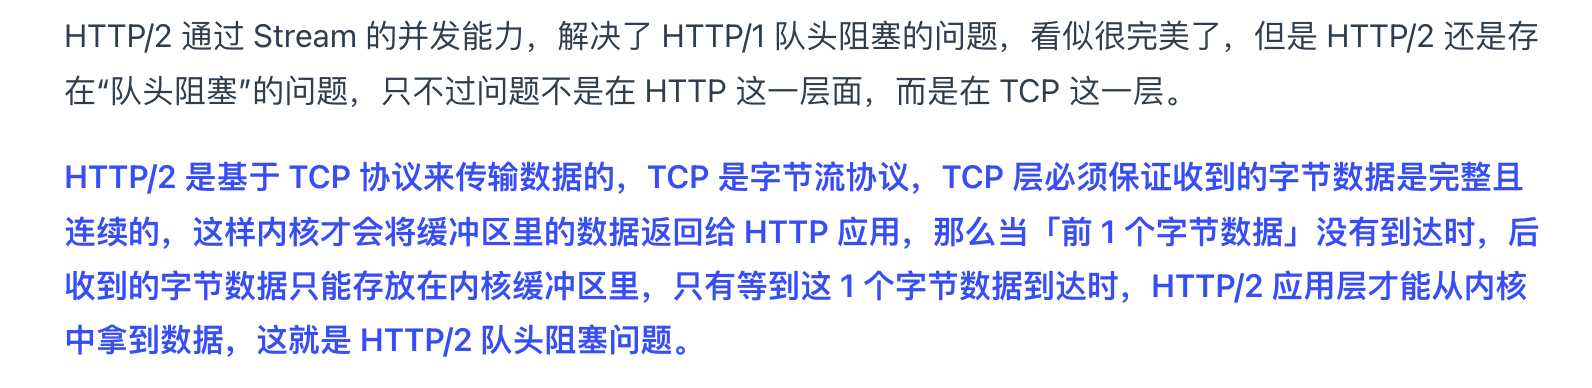 HTTP/2 通过 Stream 的并发能力，解决了 HTTP/1 队头阻塞的问题，看似很完美了，但是 HTTP/2 还是存
在“队头阻塞”的问题，只不过问题不是在 HTTP 这一层面，而是在 TCP 这一层。
HTTP/2 是基于 TCP 协议来传输数据的，TCP 是字节流协议，TCP 层必须保证收到的字节数据是完整且
连续的，这样内核才会将缓冲区里的数据返回给 HTTP 应用，那么当「前 1 个字节数据」没有到达时，后
收到的字节数据只能存放在内核缓冲区里，只有等到这 1 个字节数据到达时，HTTP/2 应用层才能从内核
中拿到数据，这就是 HTTP/2 队头阻塞问题。